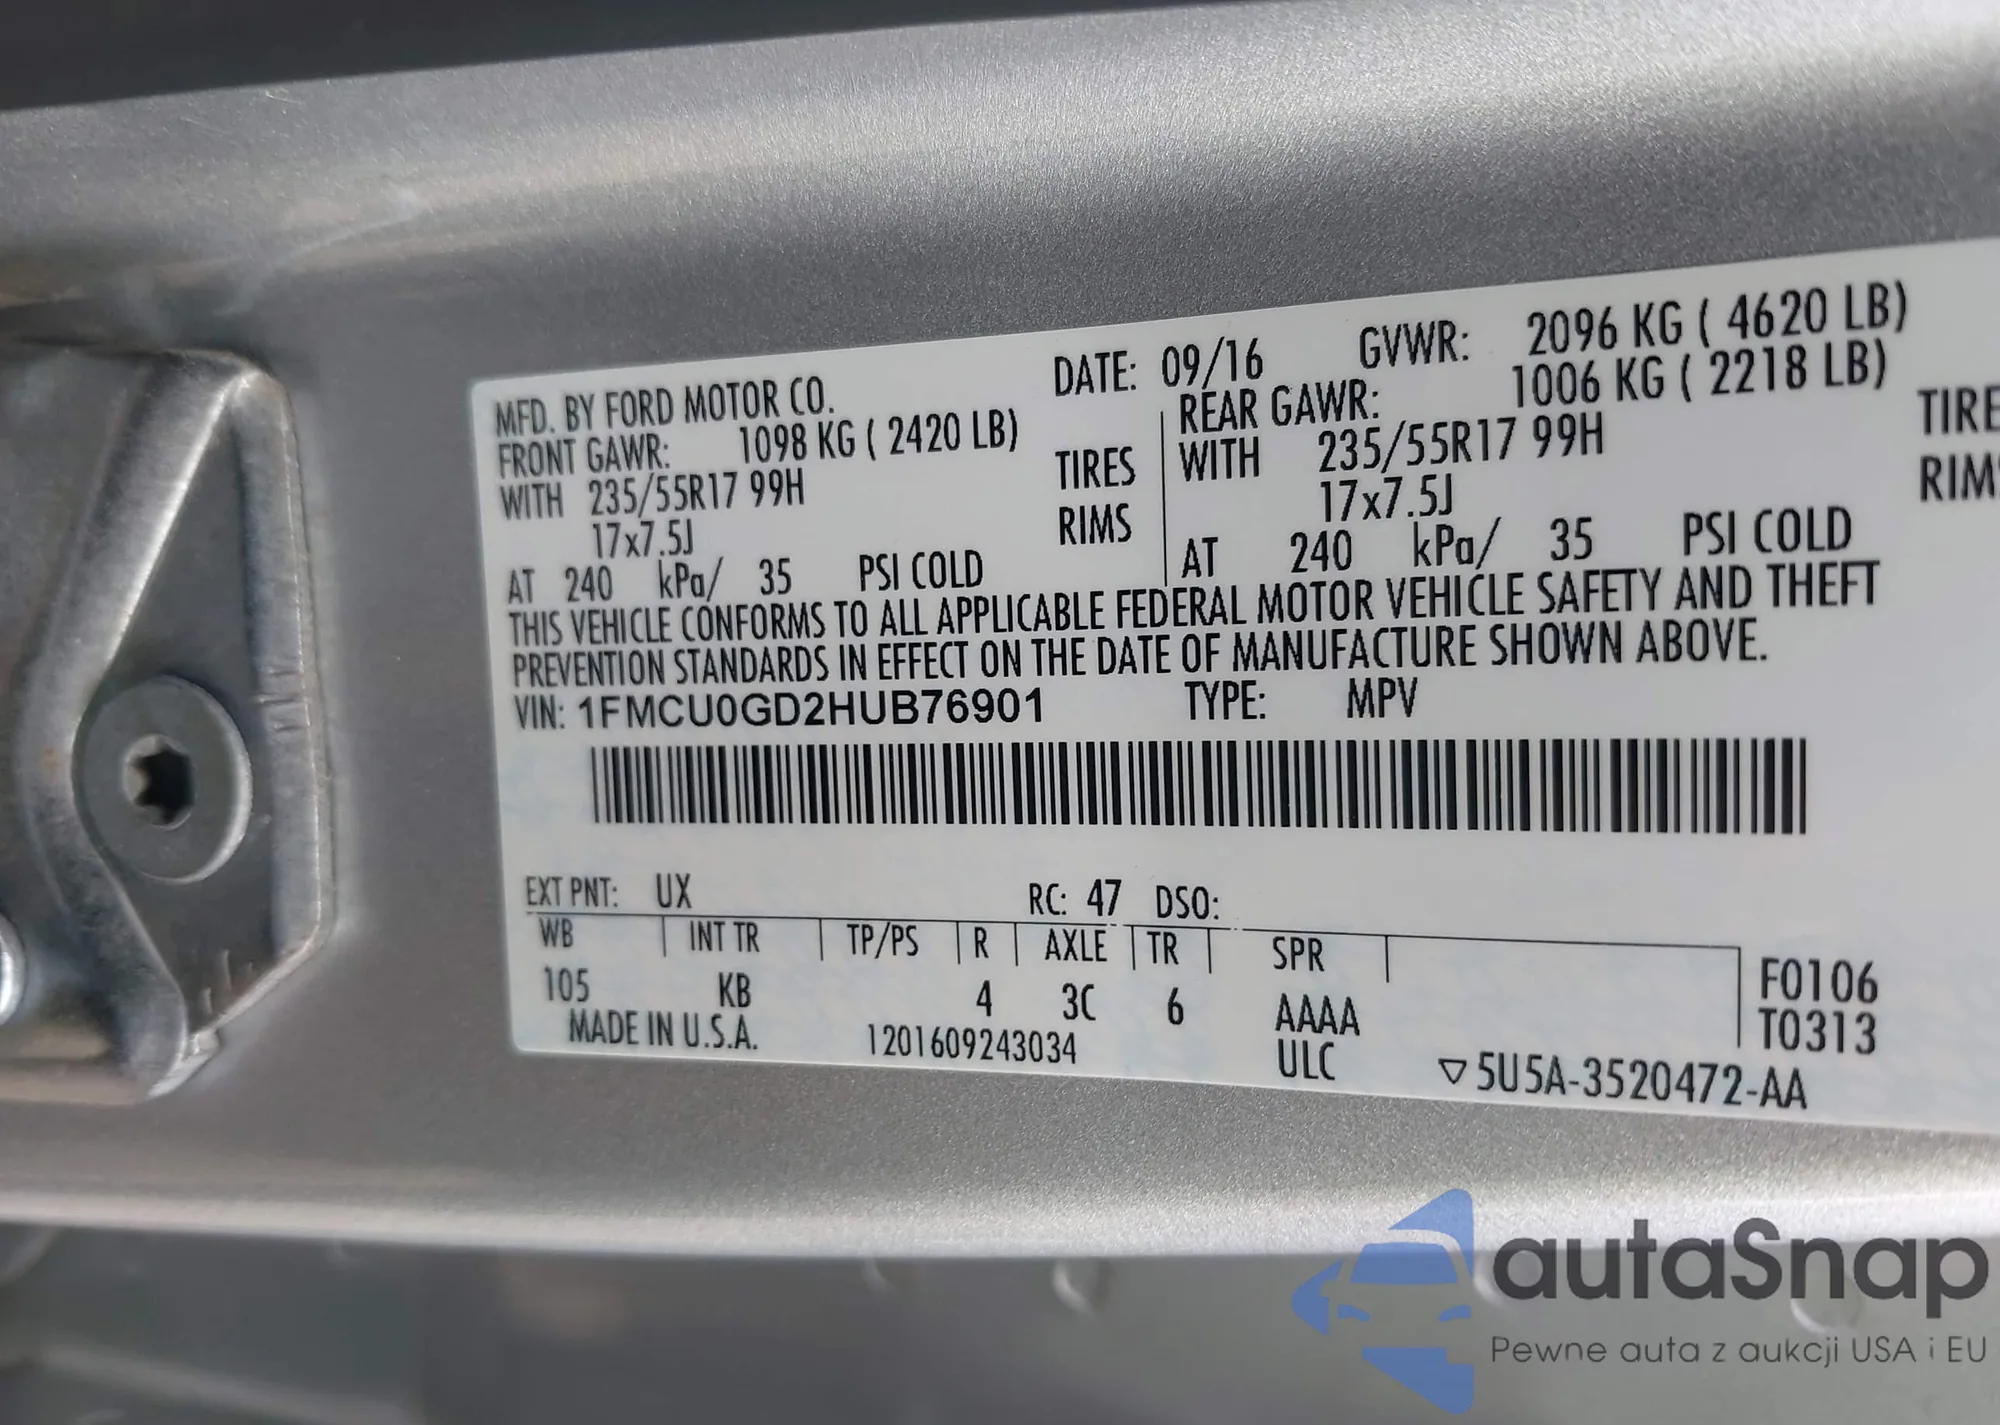 MFD. BY FORD MOTOR CO. DATE: 09/16 GVWR: 2096 KG ( 4620 LB)
FRONT GAWR: 1098 KG ( 2420 LB) REAR GAWR: 1006 KG ( 2218 LB)
WITH 235/55R17 99H TIRES WITH 235/55R17 99H TIRE
17x7.5J RIMS 17x7.5J RIMS
AT 240 kPa/ 35 PSI COLD AT 240 kPa/ 35 PSI COLD
THIS VEHICLE CONFORMS TO ALL APPLICABLE FEDERAL MOTOR VEHICLE SAFETY AND THEFT
PREVENTION STANDARDS IN EFFECT ON THE DATE OF MANUFACTURE SHOWN ABOVE.
VIN: 1FMCU0GD2HUB76901 TYPE: MPV
EXT PNT: UX RC: 47 DSO:
WB INT TR TP/PS R AXLE TR SPR
105 KB 4 3C 6 AAAA F0106
MADE IN U.S.A. 1201609243034 ULC T0313
▽5U5A-3520472-AA
autaSnap
Pewne auta z aukcji USA i EU